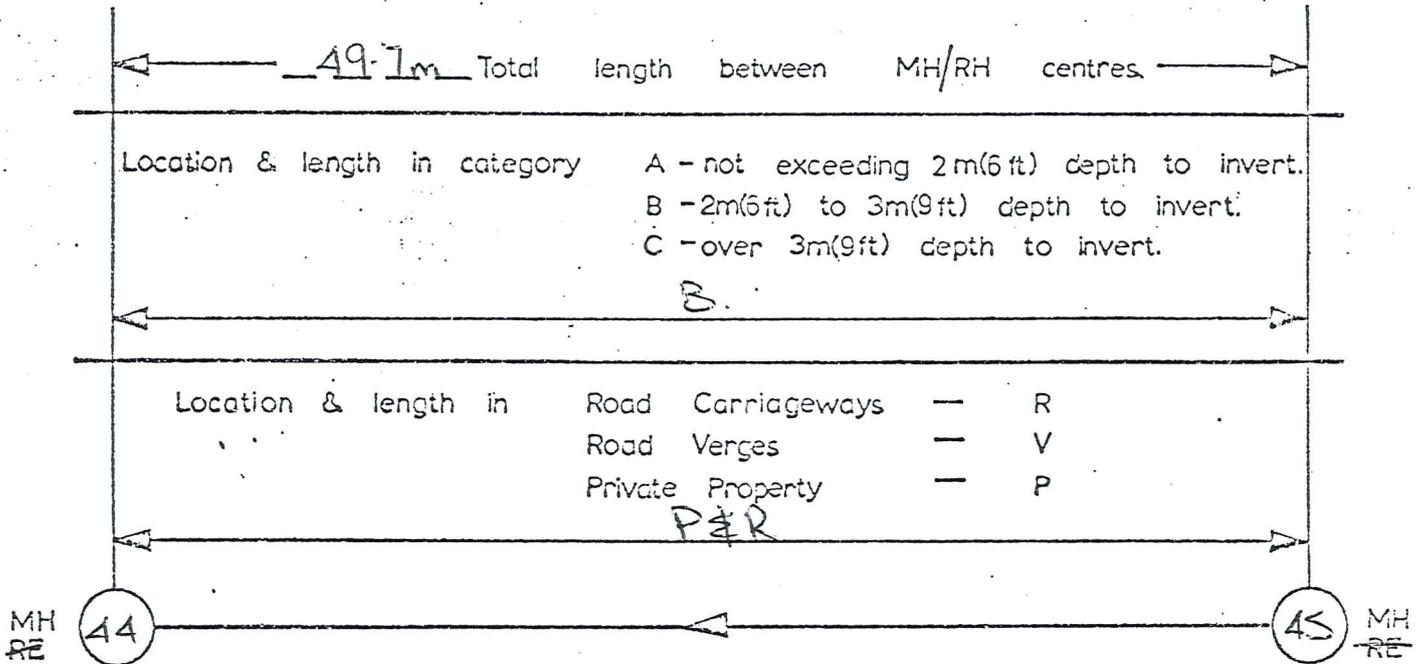 49.7m Total length between MH/RH centres.
Location & length in category A - not exceeding 2m(6ft) depth to invert.
B - 2m(6ft) to 3m(9ft) depth to invert.
C - over 3m(9ft) depth to invert.
B.
Location & length in Road Carriageways — R
Road Verges — V
Private Property — P
P & R
MH 44 45 MH
RE RE